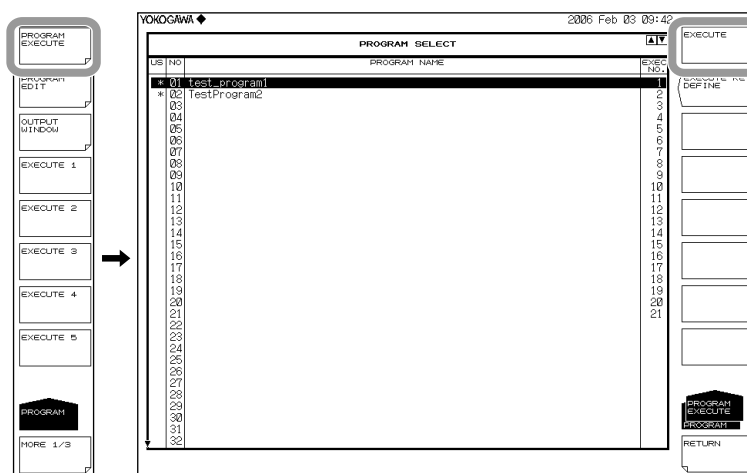 PROGRAM
EXECUTE
PROGRAM
EDIT
OUTPUT
WINDOW
EXECUTE 1
EXECUTE 2
EXECUTE 3
EXECUTE 4
EXECUTE 5
PROGRAM
MORE 1/3
YOKOGAWA
2006 Feb 03 09:42
PROGRAM SELECT
US NO PROGRAM NAME EXEC NO.
* 01 test_program1 1
* 02 TestProgram2 2
03 3
04 4
05 5
06 6
07 7
08 8
09 9
10 10
11 11
12 12
13 13
14 14
15 15
16 16
17 17
18 18
19 19
20 20
21 21
22
23
24
25
26
27
28
29
30
31
32
EXECUTE
EXECUTE KE
DEFINE
PROGRAM
EXECUTE
PROGRAM
RETURN